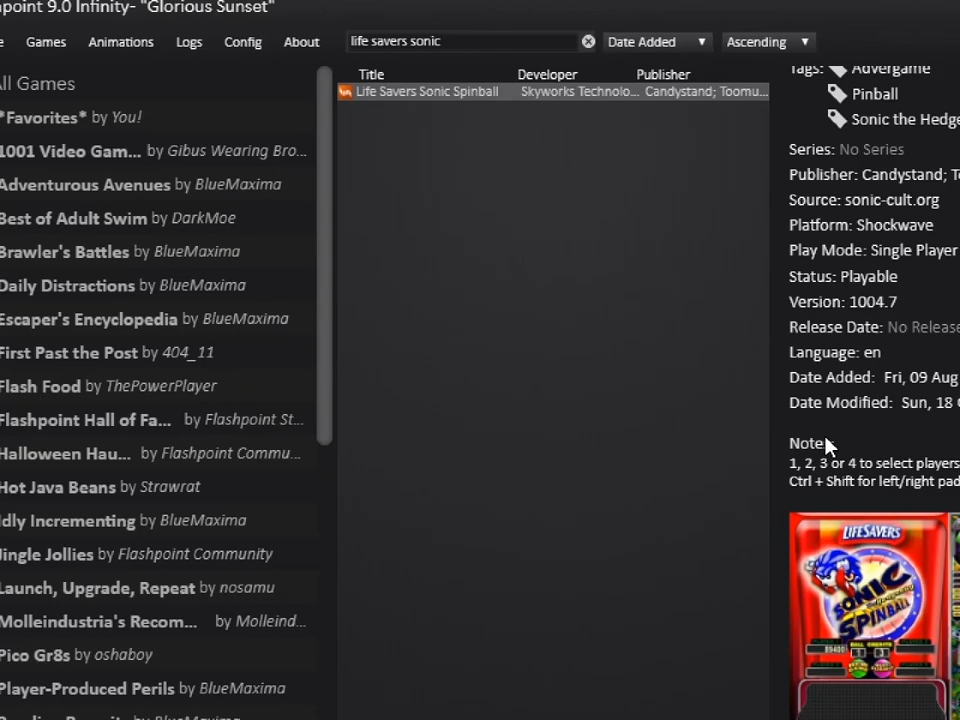 point 9.0 Infinity- "Glorious Sunset"
e Games Animations Logs Config About life savers sonic Date Added ▼ Ascending ▼
All Games
*Favorites* by You!
1001 Video Gam... by Gibus Wearing Bro...
Adventurous Avenues by BlueMaxima
Best of Adult Swim by DarkMoe
Brawler's Battles by BlueMaxima
Daily Distractions by BlueMaxima
Escaper's Encyclopedia by BlueMaxima
First Past the Post by 404_11
Flash Food by ThePowerPlayer
Flashpoint Hall of Fa... by Flashpoint St...
Halloween Hau... by Flashpoint Commu...
Hot Java Beans by Strawrat
Idly Incrementing by BlueMaxima
Jingle Jollies by Flashpoint Community
Launch, Upgrade, Repeat by nosamu
Molleindustria's Recom... by Molleind...
Pico Gr8s by oshaboy
Player-Produced Perils by BlueMaxima
Title Developer Publisher
Life Savers Sonic Spinball Skyworks Technolo... Candystand; Toomu...
Tags: Advergame
Pinball
Sonic the Hedge
Series: No Series
Publisher: Candystand; T
Source: sonic-cult.org
Platform: Shockwave
Play Mode: Single Player
Status: Playable
Version: 1004.7
Release Date: No Release
Language: en
Date Added: Fri, 09 Aug
Date Modified: Sun, 18
Note
1, 2, 3 or 4 to select players
Ctrl + Shift for left/right pad
LIFE SAVERS
SONIC
SPINBALL